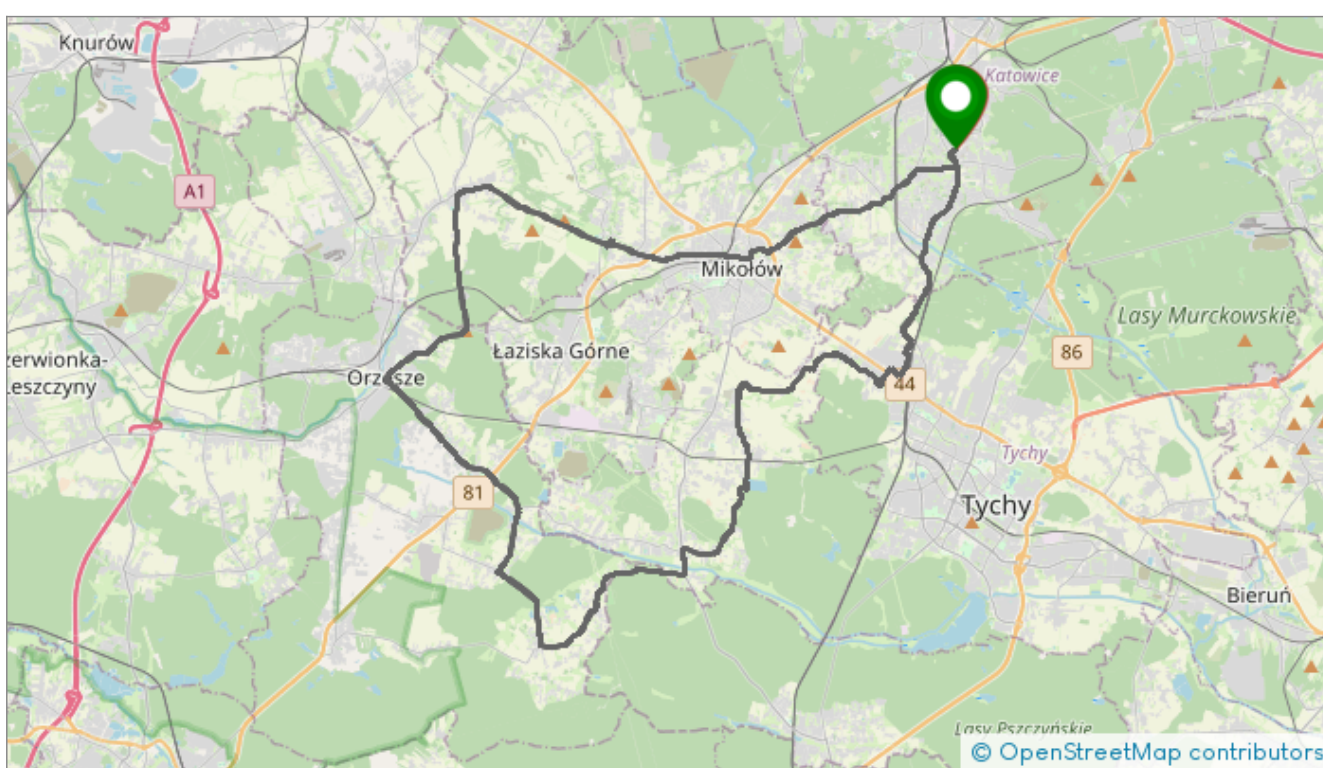 Knurów
Katowice
A1
Mikołów
Lasy Murckowskie
Łaziska Górne
86
zerwionka-
Leszczyny
Orzesze
44
Tychy
81
Tychy
Bieruń
Lasy Pszczyńskie
© OpenStreetMap contributors